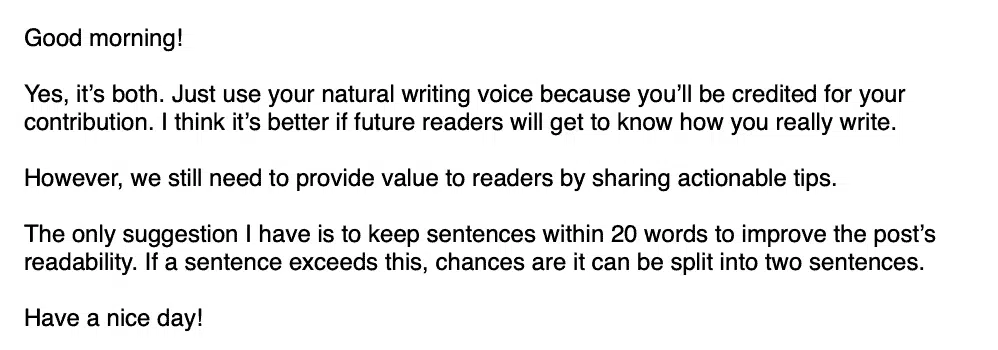 Good morning!
Yes, it’s both. Just use your natural writing voice because you’ll be credited for your
contribution. I think it’s better if future readers will get to know how you really write.
However, we still need to provide value to readers by sharing actionable tips.
The only suggestion I have is to keep sentences within 20 words to improve the post’s
readability. If a sentence exceeds this, chances are it can be split into two sentences.
Have a nice day!